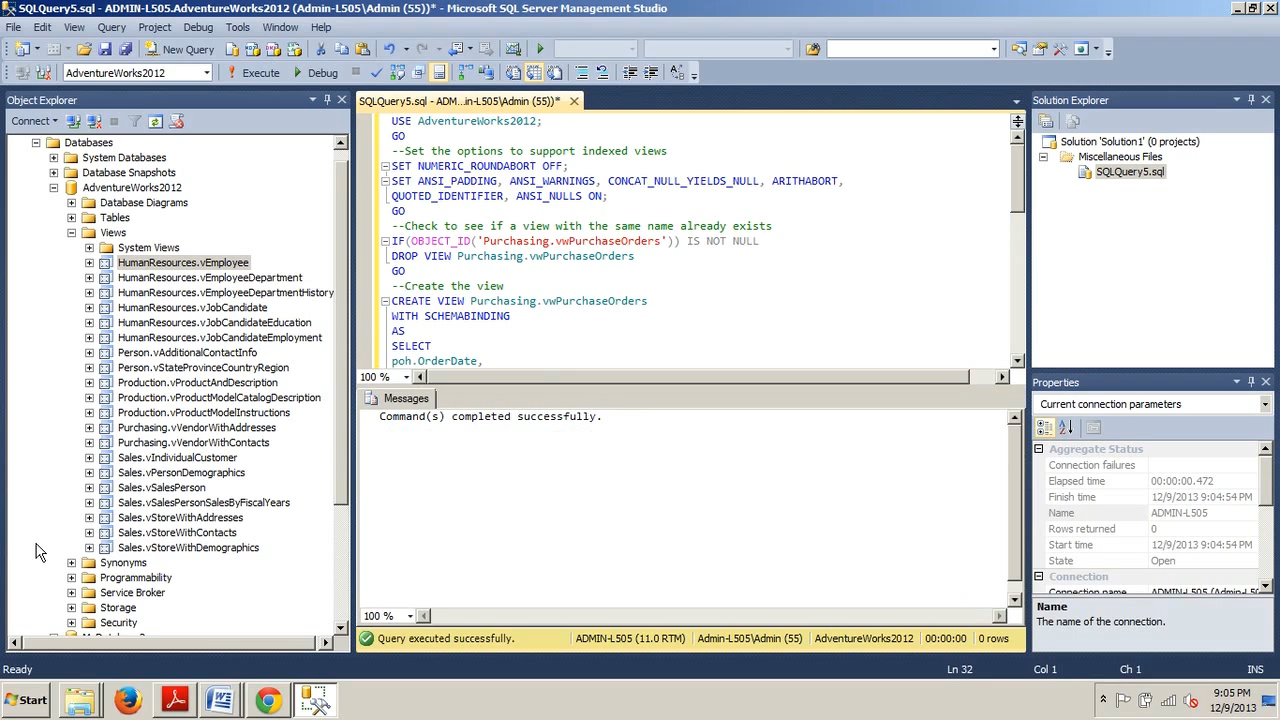 SQLQuery5.sql - ADMIN-L505.AdventureWorks2012 (Admin-L505\Admin (55))* - Microsoft SQL Server Management Studio
File Edit View Query Project Debug Tools Window Help
New Query
AdventureWorks2012 Execute Debug
Object Explorer
Connect
Databases
System Databases
Database Snapshots
AdventureWorks2012
Database Diagrams
Tables
Views
System Views
HumanResources.vEmployee
HumanResources.vEmployeeDepartment
HumanResources.vEmployeeDepartmentHistory
HumanResources.vJobCandidate
HumanResources.vJobCandidateEducation
HumanResources.vJobCandidateEmployment
Person.vAdditionalContactInfo
Person.vStateProvinceCountryRegion
Production.vProductAndDescription
Production.vProductModelCatalogDescription
Production.vProductModelInstructions
Purchasing.vVendorWithAddresses
Purchasing.vVendorWithContacts
Sales.vIndividualCustomer
Sales.vPersonDemographics
Sales.vSalesPerson
Sales.vSalesPersonSalesByFiscalYears
Sales.vStoreWithAddresses
Sales.vStoreWithContacts
Sales.vStoreWithDemographics
Synonyms
Programmability
Service Broker
Storage
Security
SQLQuery5.sql - ADM...in-L505\Admin (55))*
USE AdventureWorks2012;
GO
--Set the options to support indexed views
SET NUMERIC_ROUNDABORT OFF;
SET ANSI_PADDING, ANSI_WARNINGS, CONCAT_NULL_YIELDS_NULL, ARITHABORT,
QUOTED_IDENTIFIER, ANSI_NULLS ON;
GO
--Check to see if a view with the same name already exists
IF(OBJECT_ID('Purchasing.vwPurchaseOrders')) IS NOT NULL
DROP VIEW Purchasing.vwPurchaseOrders
GO
--Create the view
CREATE VIEW Purchasing.vwPurchaseOrders
WITH SCHEMABINDING
AS
SELECT
poh.OrderDate,
100 %
Messages
Command(s) completed successfully.
100 %
Query executed successfully. ADMIN-L505 (11.0 RTM) Admin-L505\Admin (55) AdventureWorks2012 00:00:00 0 rows
Solution Explorer
Solution 'Solution1' (0 projects)
Miscellaneous Files
SQLQuery5.sql
Properties
Current connection parameters
Aggregate Status
Connection failures
Elapsed time 00:00:00.472
Finish time 12/9/2013 9:04:54 PM
Name ADMIN-L505
Rows returned 0
Start time 12/9/2013 9:04:54 PM
State Open
Connection
Connection name
Name
The name of the connection.
Ready Ln 32 Col 1 Ch 1 INS
Start
9:05 PM
12/9/2013